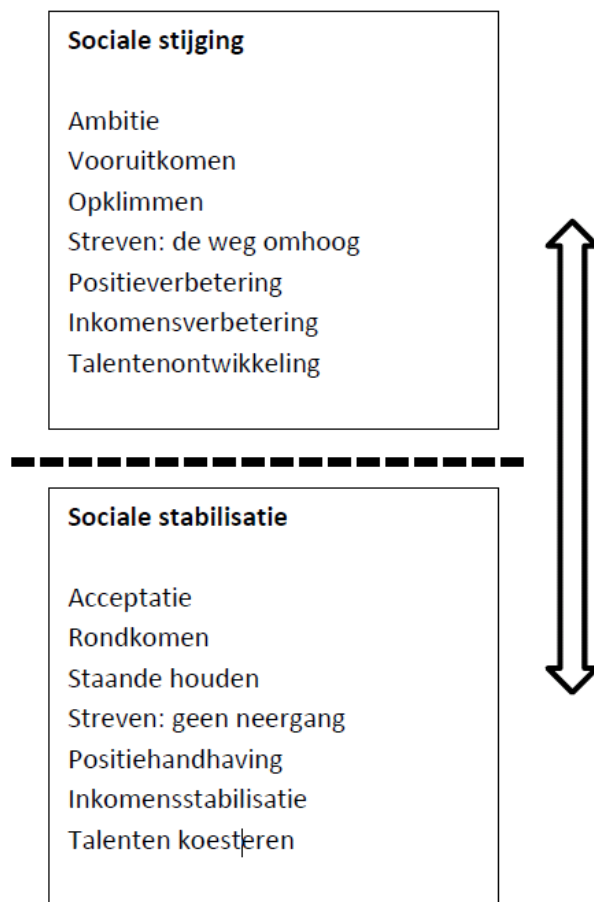 Sociale stijging
Ambitie
Vooruitkomen
Opklimmen
Streven: de weg omhoog
Positieverbetering
Inkomensverbetering
Talentenontwikkeling
Sociale stabilisatie
Acceptatie
Rondkomen
Staande houden
Streven: geen neergang
Positiehandhaving
Inkomensstabilisatie
Talenten koesteren